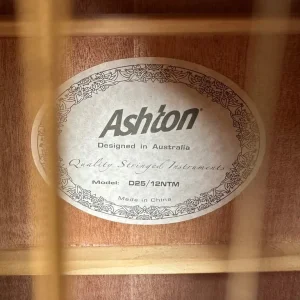 Ashton
Designed in Australia
Quality Stringed Instruments
Model: D25/12NTM
Made in China